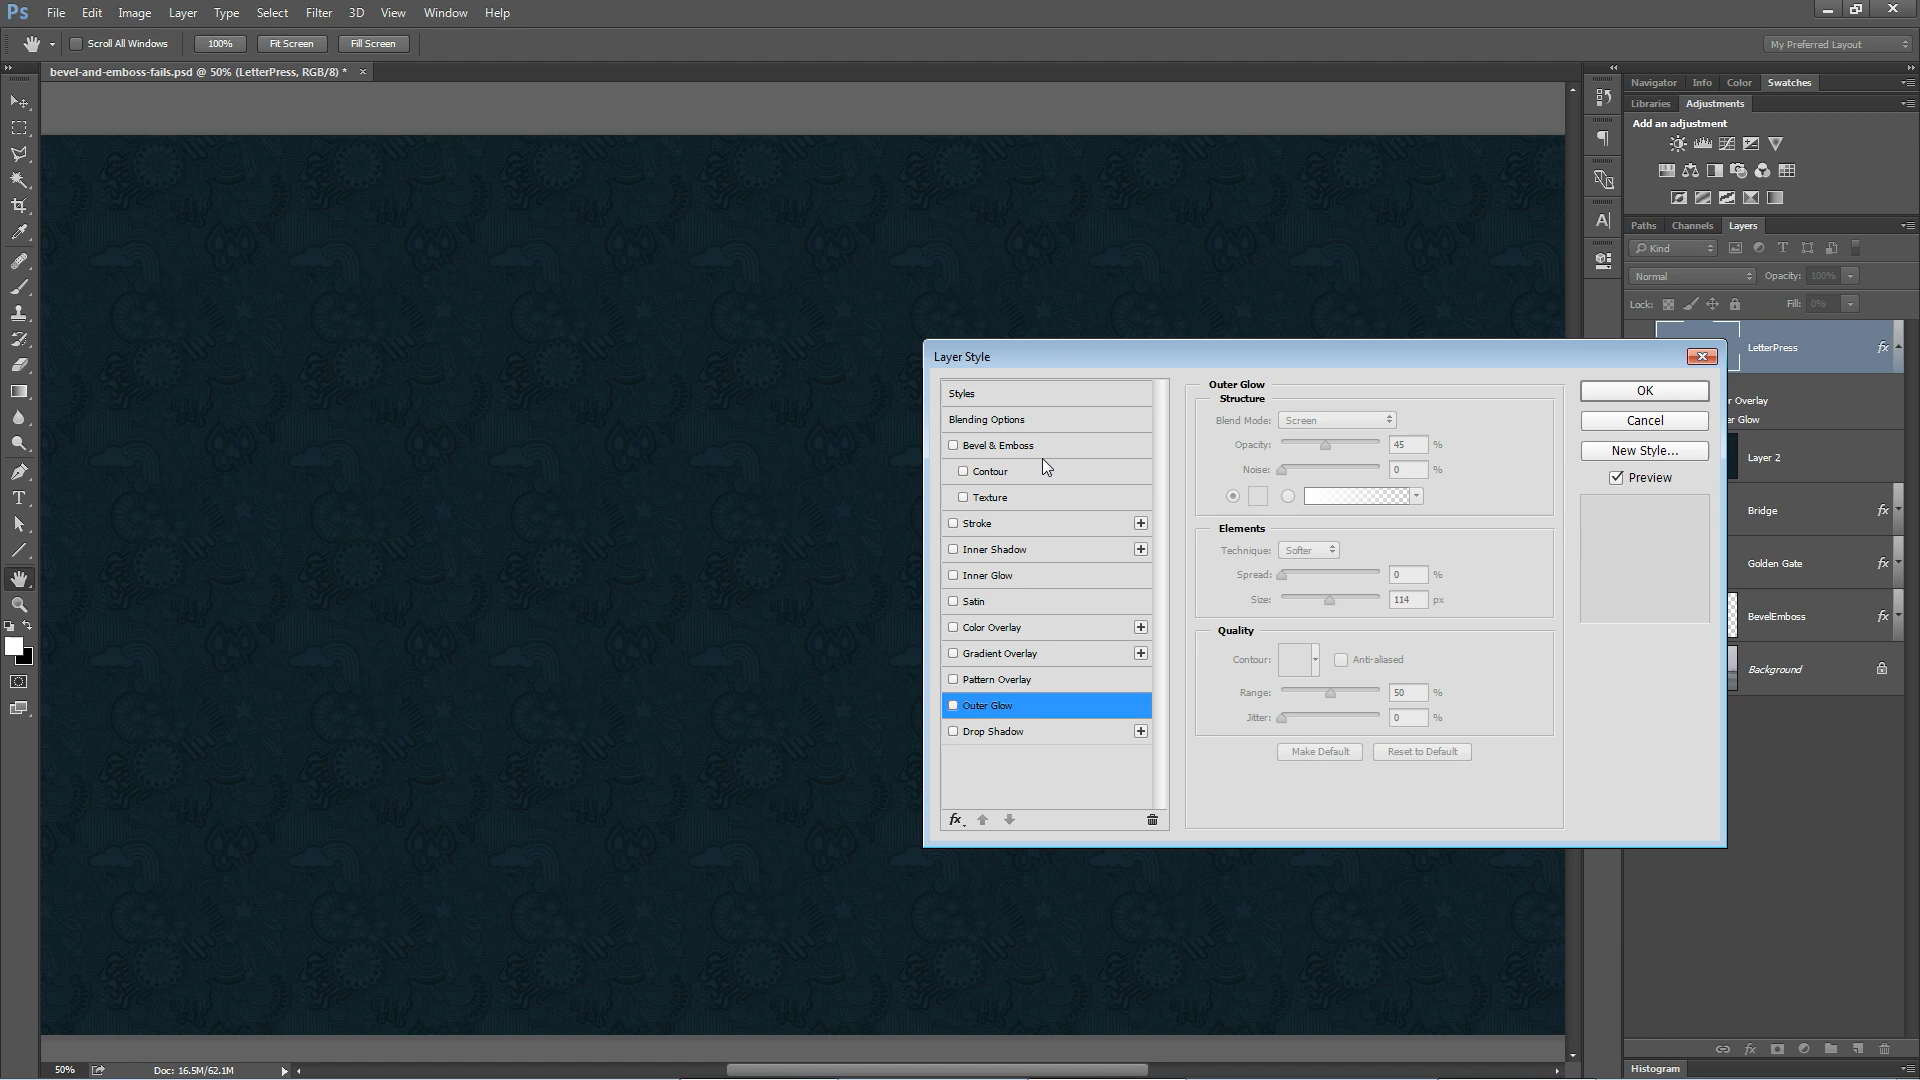 Ps File Edit Image Layer Type Select Filter 3D View Window Help
Scroll All Windows 100% Fit Screen Fill Screen My Preferred Layout
bevel-and-emboss-fails.psd @ 50% (LetterPress, RGB/8) * ×
Navigator Info Color Swatches
Libraries Adjustments
Add an adjustment
Paths Channels Layers
Kind
Normal Opacity: 100%
Lock: Fill: 0%
LetterPress fx
r Overlay
r Glow
Layer 2
Bridge fx
Golden Gate fx
BevelEmboss fx
Background
Layer Style
Styles
Blending Options
Bevel & Emboss
Contour
Texture
Stroke
Inner Shadow
Inner Glow
Satin
Color Overlay
Gradient Overlay
Pattern Overlay
Outer Glow
Drop Shadow
fx
Outer Glow
Structure
Blend Mode: Screen
Opacity: 45 %
Noise: 0 %
Elements
Technique: Softer
Spread: 0 %
Size: 114 px
Quality
Contour: Anti-aliased
Range: 50 %
Jitter: 0 %
Make Default Reset to Default
OK
Cancel
New Style...
Preview
50% Doc: 16.5M/62.1M
fx
Histogram